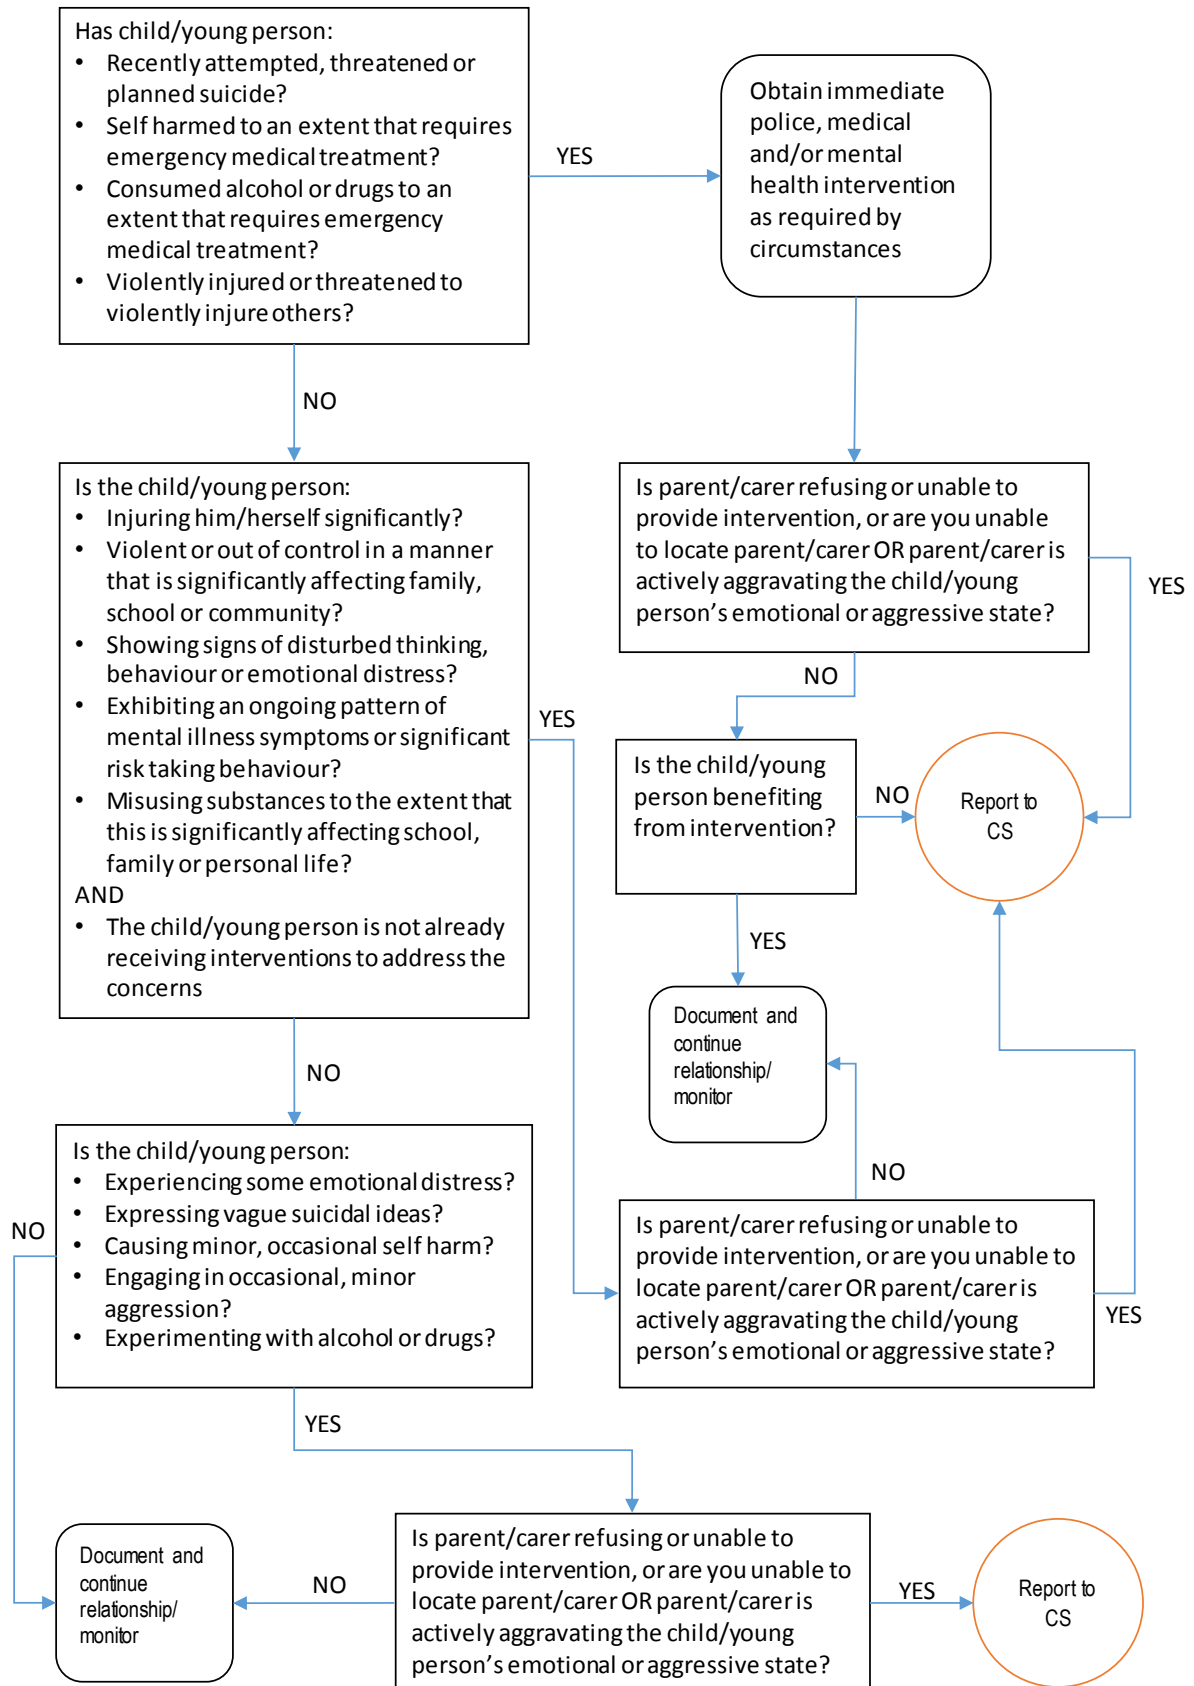 Has child/young person:
• Recently attempted, threatened or
planned suicide?
• Self harmed to an extent that requires
emergency medical treatment?
• Consumed alcohol or drugs to an
extent that requires emergency
medical treatment?
• Violently injured or threatened to
violently injure others?
YES
Obtain immediate
police, medical
and/or mental
health intervention
as required by
circumstances
NO
Is the child/young person:
• Injuring him/herself significantly?
• Violent or out of control in a manner
that is significantly affecting family,
school or community?
• Showing signs of disturbed thinking,
behaviour or emotional distress?
• Exhibiting an ongoing pattern of
mental illness symptoms or significant
risk taking behaviour?
• Misusing substances to the extent that
this is significantly affecting school,
family or personal life?
AND
• The child/young person is not already
receiving interventions to address the
concerns
YES
Is parent/carer refusing or unable to
provide intervention, or are you unable
to locate parent/carer OR parent/carer is
actively aggravating the child/young
person's emotional or aggressive state?
YES
NO
Is the child/young
person benefiting
from intervention?
NO
Report to
CS
YES
Document and
continue
relationship/
monitor
NO
NO
Is the child/young person:
• Experiencing some emotional distress?
• Expressing vague suicidal ideas?
• Causing minor, occasional self harm?
• Engaging in occasional, minor
aggression?
• Experimenting with alcohol or drugs?
NO
Is parent/carer refusing or unable to
provide intervention, or are you unable to
locate parent/carer OR parent/carer is
actively aggravating the child/young
person's emotional or aggressive state?
YES
YES
Document and
continue
relationship/
monitor
NO
Is parent/carer refusing or unable to
provide intervention, or are you unable to
locate parent/carer OR parent/carer is
actively aggravating the child/young
person's emotional or aggressive state?
YES
Report to
CS